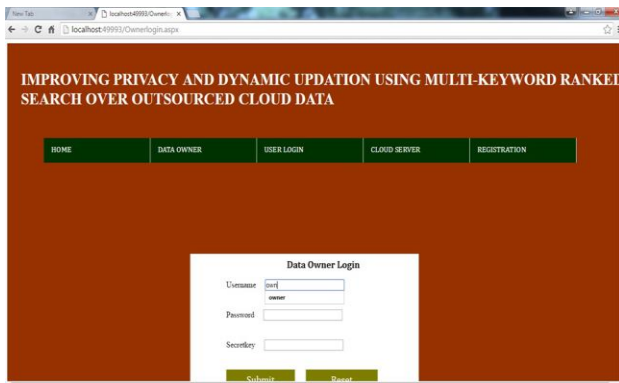 New Tab
localhost:49993/Ownerlo
localhost:49993/Ownerlogin.aspx
IMPROVING PRIVACY AND DYNAMIC UPDATION USING MULTI-KEYWORD RANKED
SEARCH OVER OUTSOURCED CLOUD DATA
HOME DATA OWNER USER LOGIN CLOUD SERVER REGISTRATION
Data Owner Login
Username own
owner
Password
Secretkey
Submit Reset